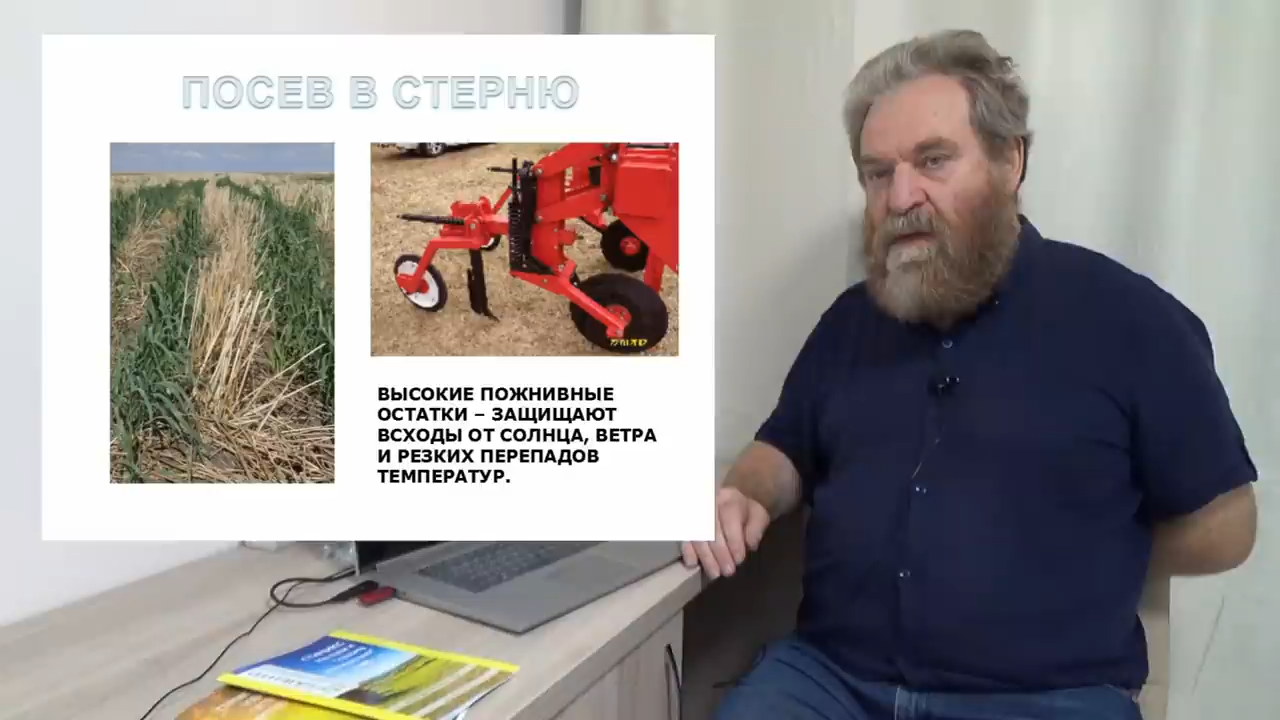 ПОСЕВ В СТЕРНЮ
ВЫСОКИЕ ПОЖНИВНЫЕ
ОСТАТКИ – ЗАЩИЩАЮТ
ВСХОДЫ ОТ СОЛНЦА, ВЕТРА
И РЕЗКИХ ПЕРЕПАДОВ
ТЕМПЕРАТУР.